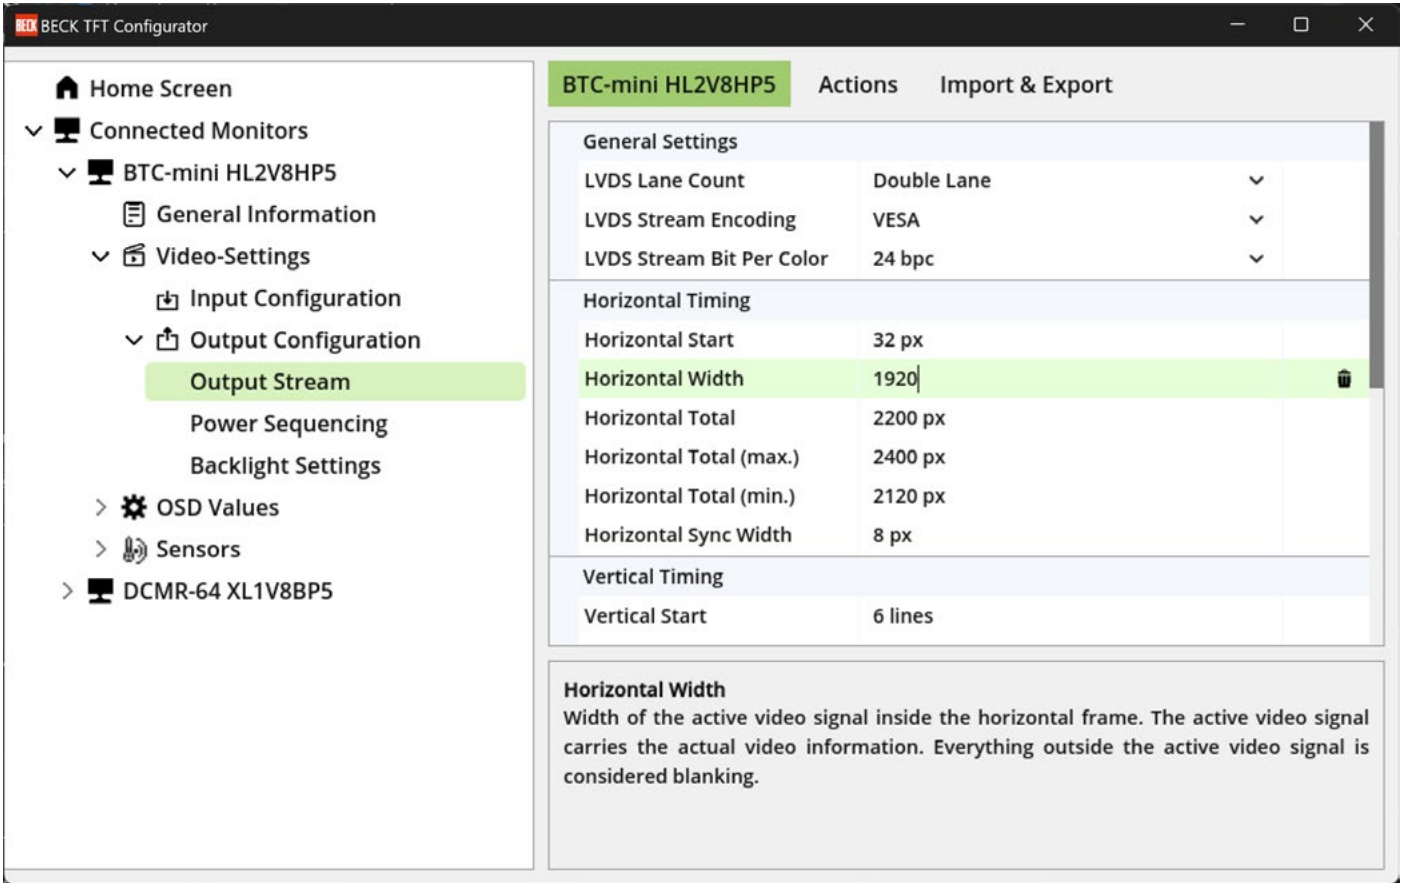 BECK BECK TFT Configurator
Home Screen
Connected Monitors
BTC-mini HL2V8HP5
General Information
Video-Settings
Input Configuration
Output Configuration
Output Stream
Power Sequencing
Backlight Settings
OSD Values
Sensors
DCMR-64 XL1V8BP5
BTC-mini HL2V8HP5 Actions Import & Export
General Settings
LVDS Lane Count Double Lane
LVDS Stream Encoding VESA
LVDS Stream Bit Per Color 24 bpc
Horizontal Timing
Horizontal Start 32 px
Horizontal Width 1920
Horizontal Total 2200 px
Horizontal Total (max.) 2400 px
Horizontal Total (min.) 2120 px
Horizontal Sync Width 8 px
Vertical Timing
Vertical Start 6 lines
Horizontal Width
Width of the active video signal inside the horizontal frame. The active video signal
carries the actual video information. Everything outside the active video signal is
considered blanking.